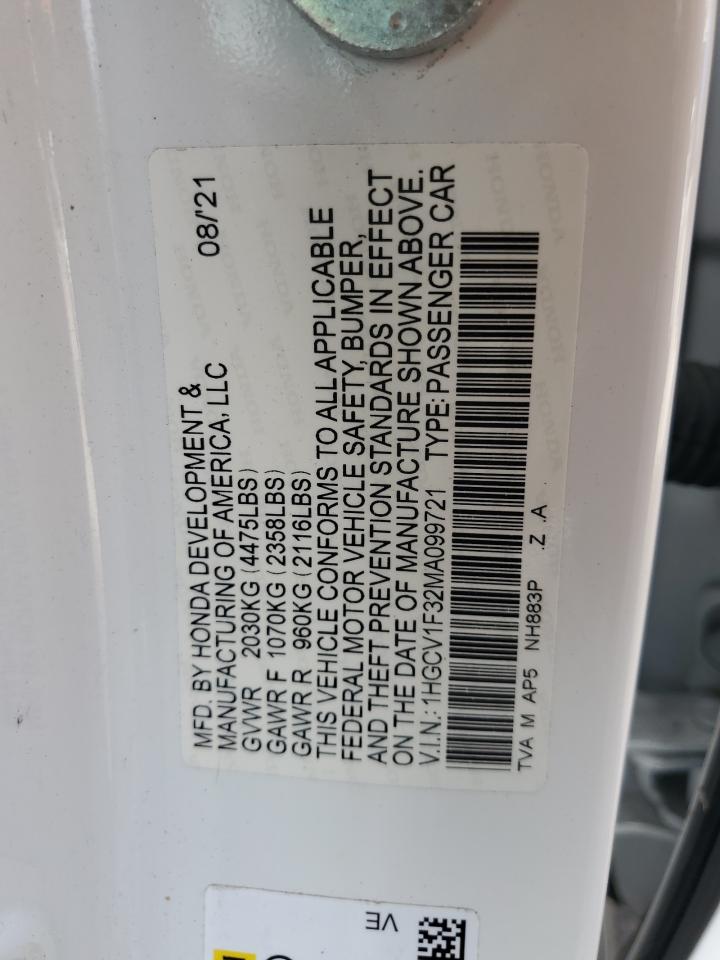 MFD. BY HONDA DEVELOPMENT &
MANUFACTURING OF AMERICA, LLC 08/'21
GVWR 2030KG (4475LBS)
GAWR F 1070KG (2358LBS)
GAWR R 960KG (2116LBS)
THIS VEHICLE CONFORMS TO ALL APPLICABLE
FEDERAL MOTOR VEHICLE SAFETY, BUMPER,
AND THEFT PREVENTION STANDARDS IN EFFECT
ON THE DATE OF MANUFACTURE SHOWN ABOVE.
V.I.N.: 1HGCV1F32MA099721 TYPE: PASSENGER CAR
TVA M AP5 NH883P .Z .A
VE